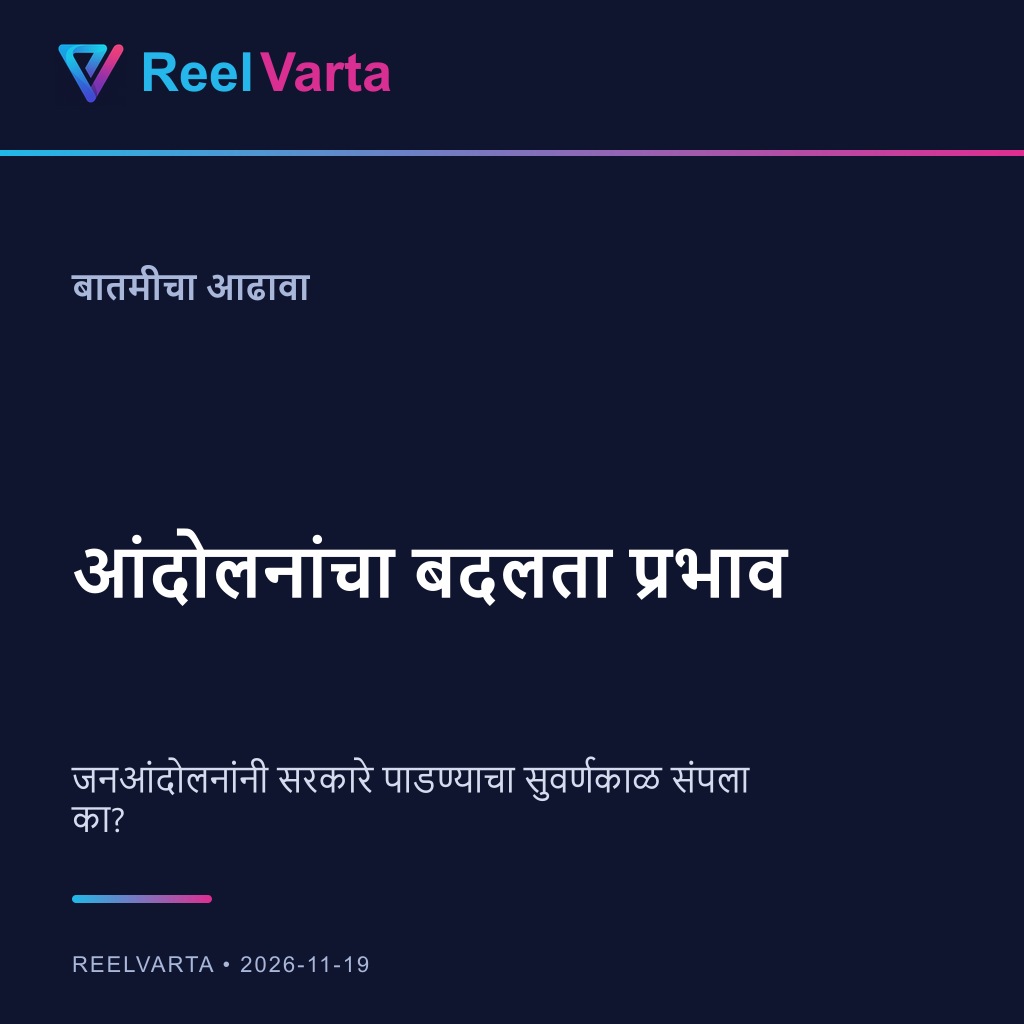 Reel Varta
बातमीचा आढावा
आंदोलनांचा बदलता प्रभाव
जनआंदोलनांनी सरकारे पाडण्याचा सुवर्णकाळ संपला
का?
REELVARTA • 2026-11-19